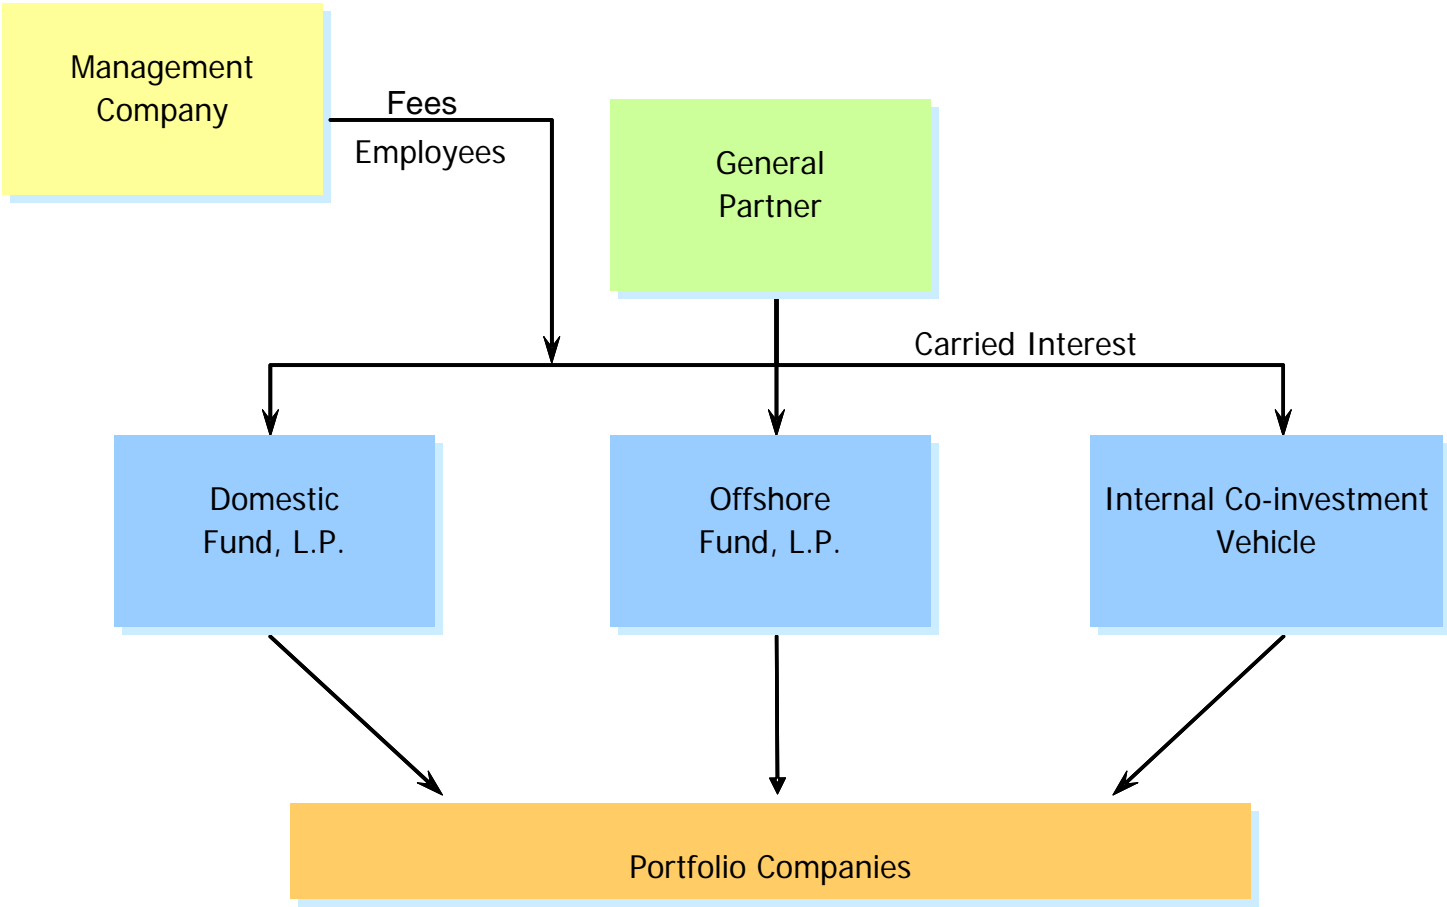 Management
Company
Fees
Employees
General
Partner
Carried Interest
Domestic
Fund, L.P.
Offshore
Fund, L.P.
Internal Co-investment
Vehicle
Portfolio Companies